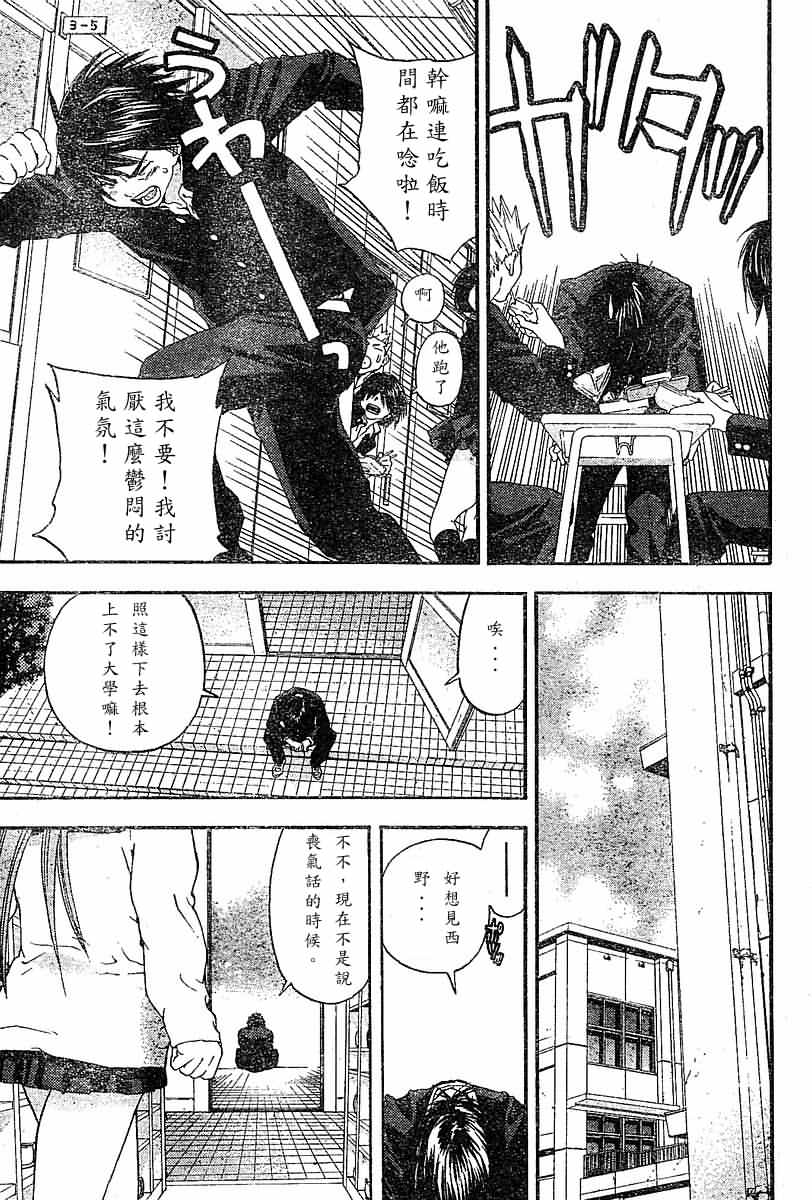 ガタタッ
幹嘛連吃飯時
間都在唸啦！
3-5
うわーっ
啊
他跑了
我不要！我討
厭這麼鬱悶的
氣氛！
唉...
照這樣下去根本
上不了大學嘛！
好想見西
野...
不不，現在不是說
喪氣話的時候。